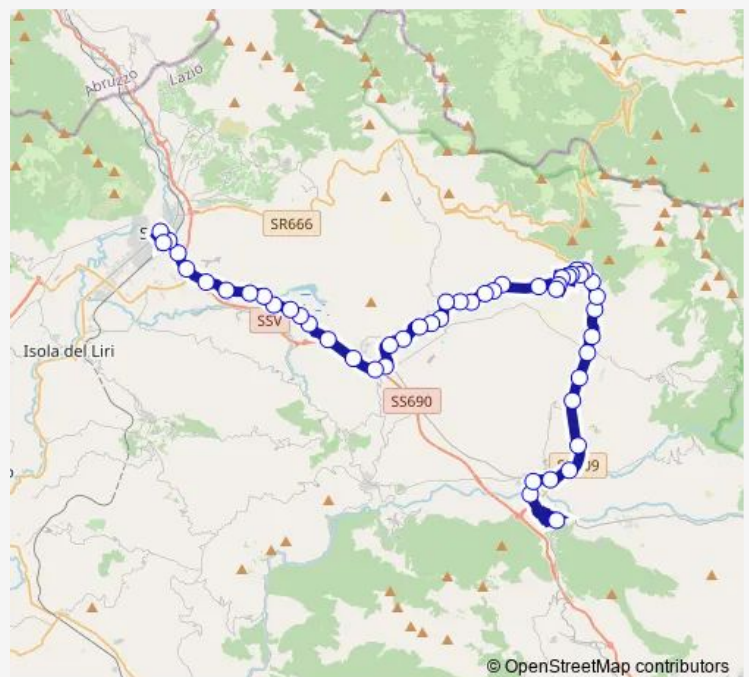 Abruzzo
Lazio
SR666
SSV
Isola del Liri
SS690
© OpenStreetMap contributors